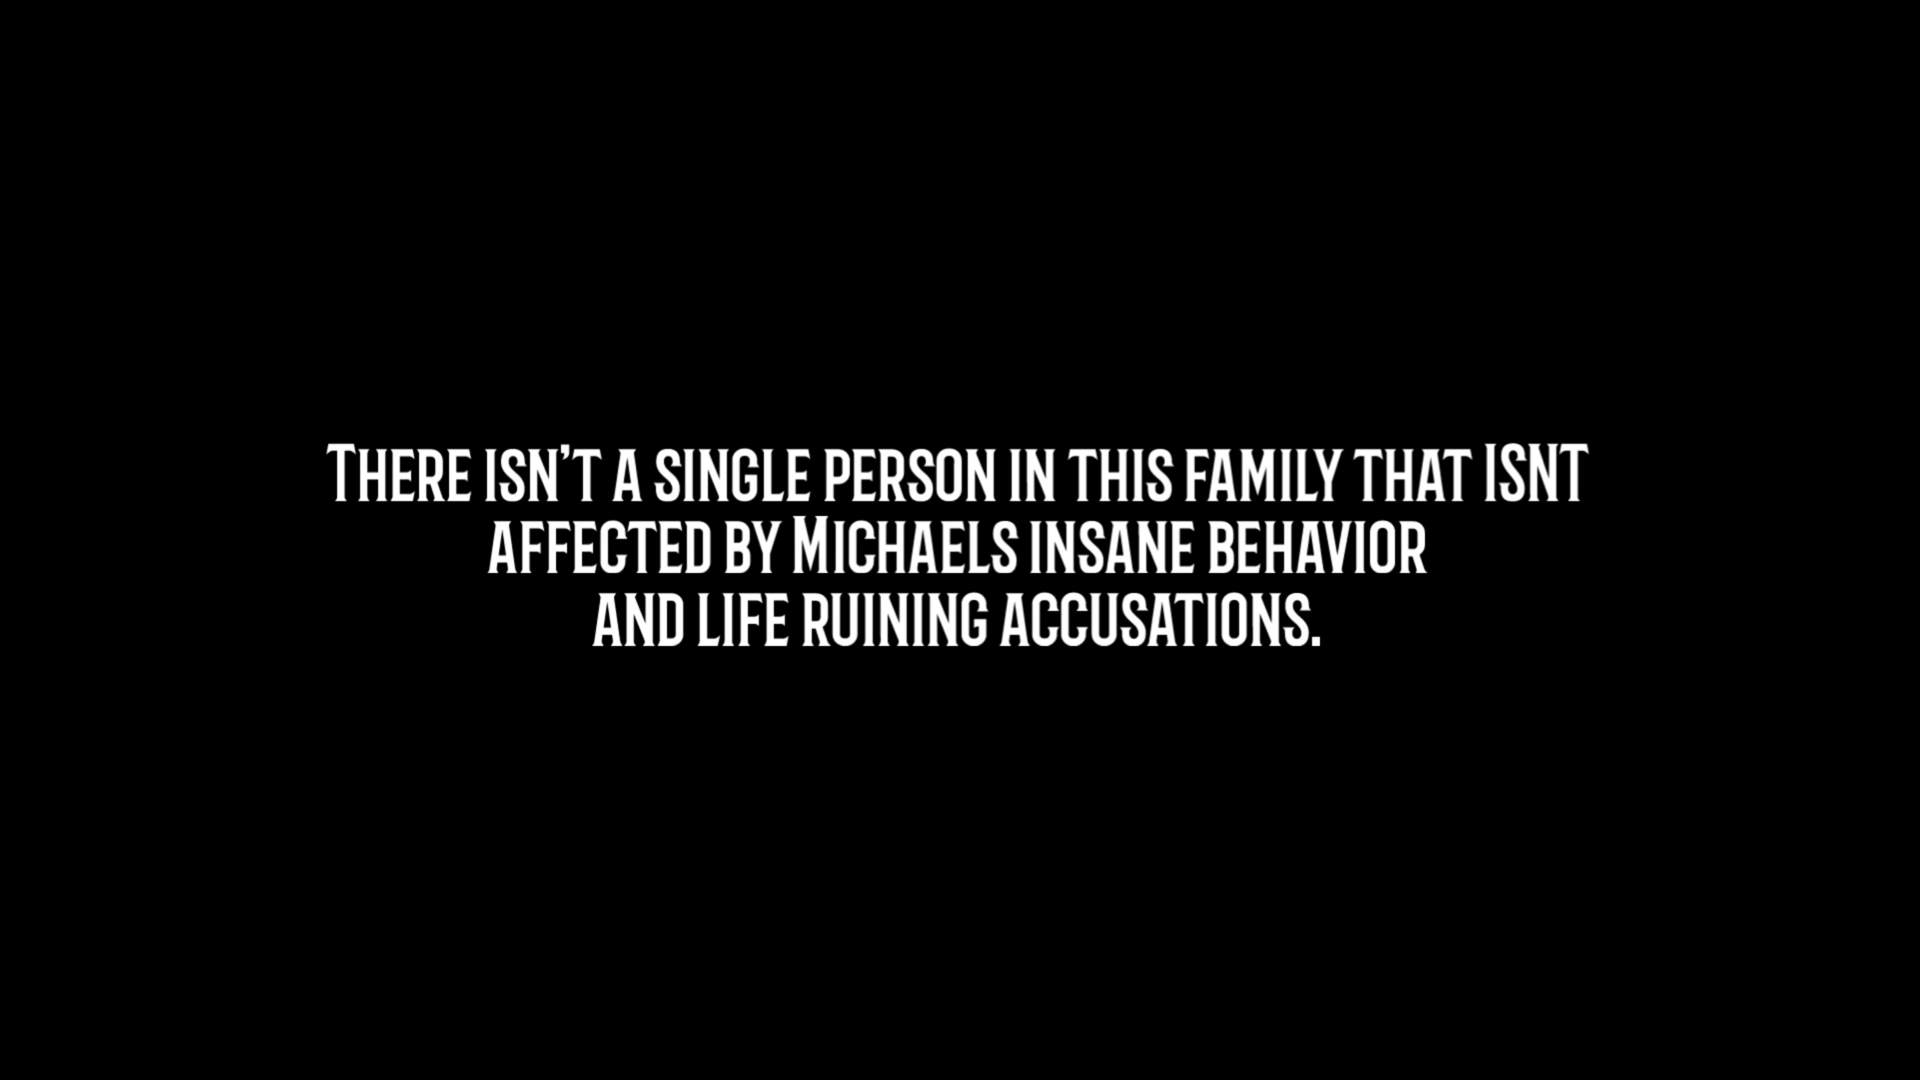 There isn't a single person in this family that ISNT
affected by Michaels insane behavior
and life ruining accusations.